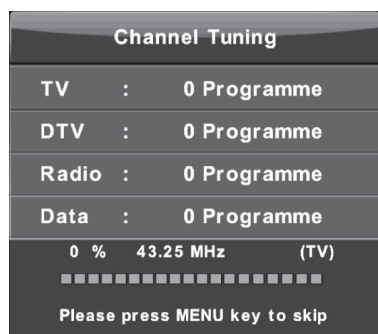 Channel Tuning
TV : 0 Programme
DTV : 0 Programme
Radio : 0 Programme
Data : 0 Programme
0 % 43.25 MHz (TV)
Please press MENU key to skip